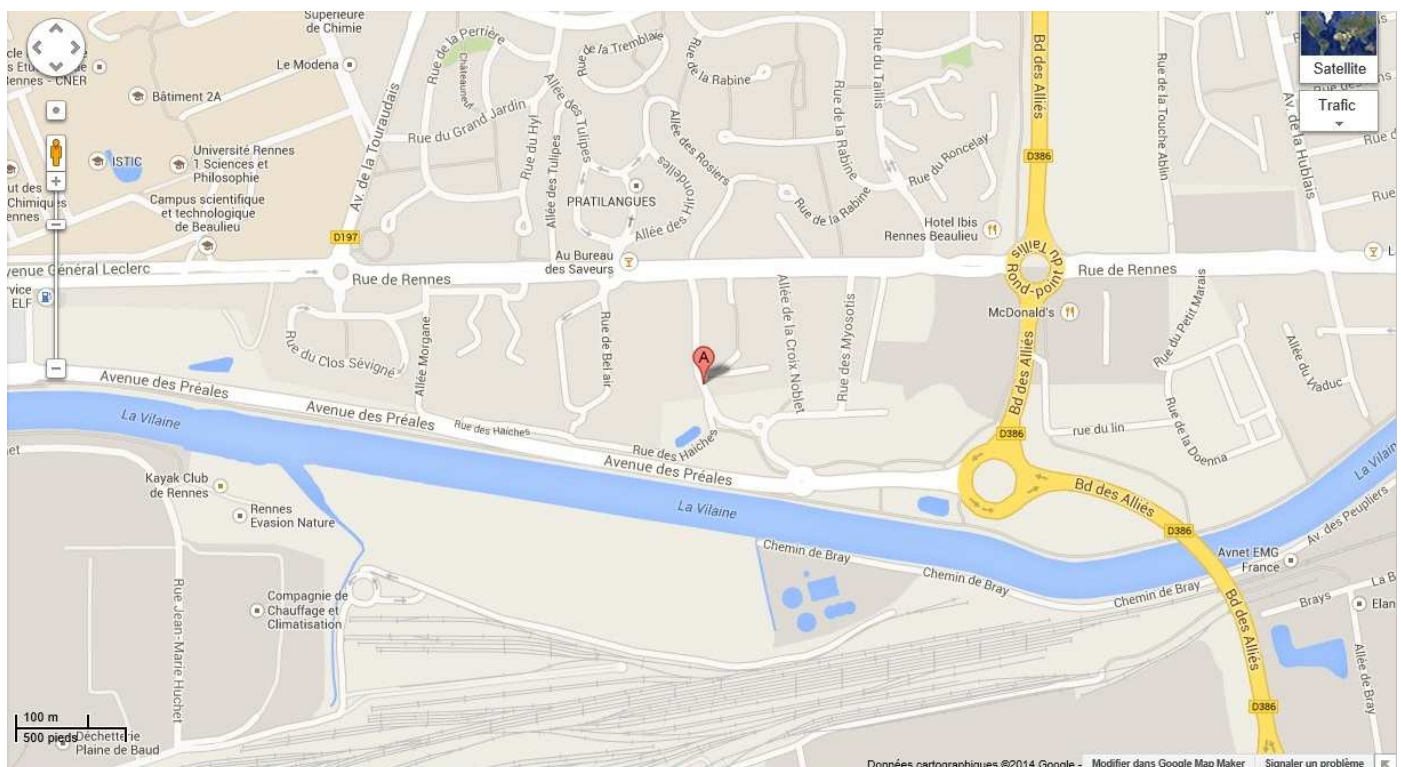 Supérieure
de Chimie
Le Modena
Bâtiment 2A
ISTIC
Université Rennes
1 Sciences et
Philosophie
Campus scientifique
et technologique
de Beaulieu
Av. de la Touraudais
Rue de la Perrière
Châteauneuf
Rue du Grand Jardin
Rue du Hyl
Allée des Tulipes
Allée des Tulipes
Rue de la Rabine
Allée des Rosiers
Allée des Hirondelles
PRATILANGUES
Rue de la Rabine
Rue de la Rabine
Rue du Taillis
Rue du Roncelay
Bd des Alliés
D386
Rue de la Touche Ablin
Av. de la Hublais
Satellite
Trafic
Hotel Ibis
Rennes Beaulieu
Au Bureau
des Saveurs
D197
Rue de Rennes
Rond-point
du Taillis
Rue de Rennes
ELF
McDonald's
Rue du Clos Sévigné
Allée Morgane
Rue de Bel air
A
Allée de la Croix Noblet
Rue des Myosotis
Bd des Alliés
Rue du Petit Marais
Allée du Viaduc
Avenue des Préales
Avenue des Préales
La Vilaine
Rue des Haiches
Rue des Haiches
Avenue des Préales
D386
rue du lin
Rue de la Doenna
La Vilaine
Bd des Alliés
D386
Kayak Club
de Rennes
Rennes
Evasion Nature
Chemin de Bray
Chemin de Bray
Chemin de Bray
Av. des Peupliers
Avnet EMG
France
Brays
Elan
Compagnie de
Chauffage et
Climatisation
Rue Jean-Marie Huchet
Bd des Alliés
Allée de Bray
D386
100 m
500 pieds
Déchetterie
Plaine de Baud
Données cartographiques ©2014 Google -
Modifier dans Google Map Maker
Signaler un problème